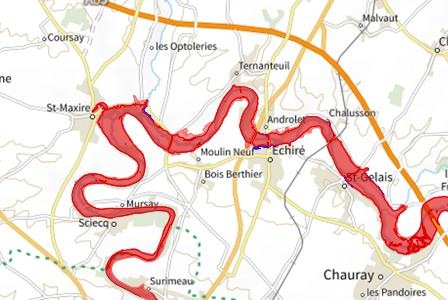 A83
Malvaut
Coursay
les Optoleries
Ternanteuil
St-Maxire
Androlet
Chalusson
Moulin Neuf
Echiré
Bois Berthier
St-Gelais
Mursay
Sciecq
Surimeau
Chauray
les Pandoires